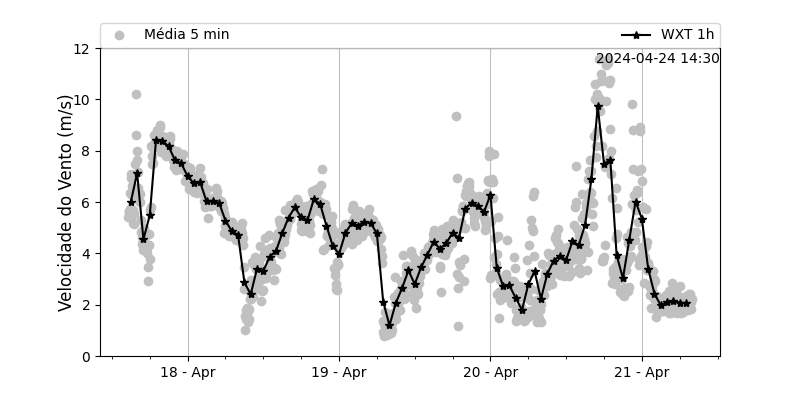 Média 5 min
WXT 1h
2024-04-24 14:30
Velocidade do Vento (m/s)
12
10
8
6
4
2
0
18 - Apr
19 - Apr
20 - Apr
21 - Apr